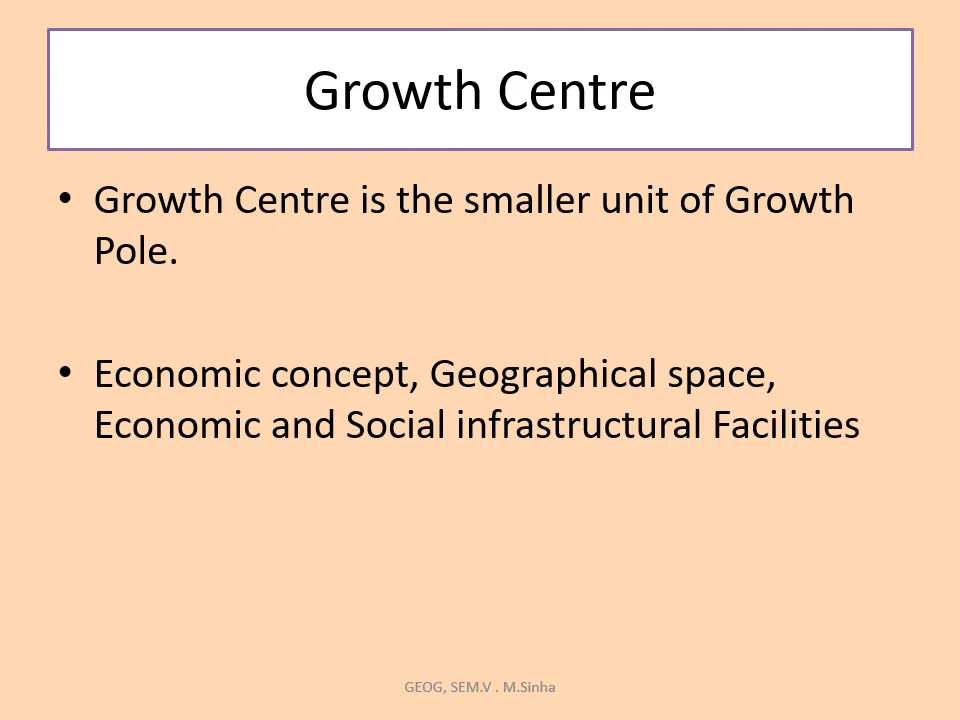 Growth Centre
• Growth Centre is the smaller unit of Growth
Pole.
• Economic concept, Geographical space,
Economic and Social infrastructural Facilities
GEOG, SEM.V . M.Sinha